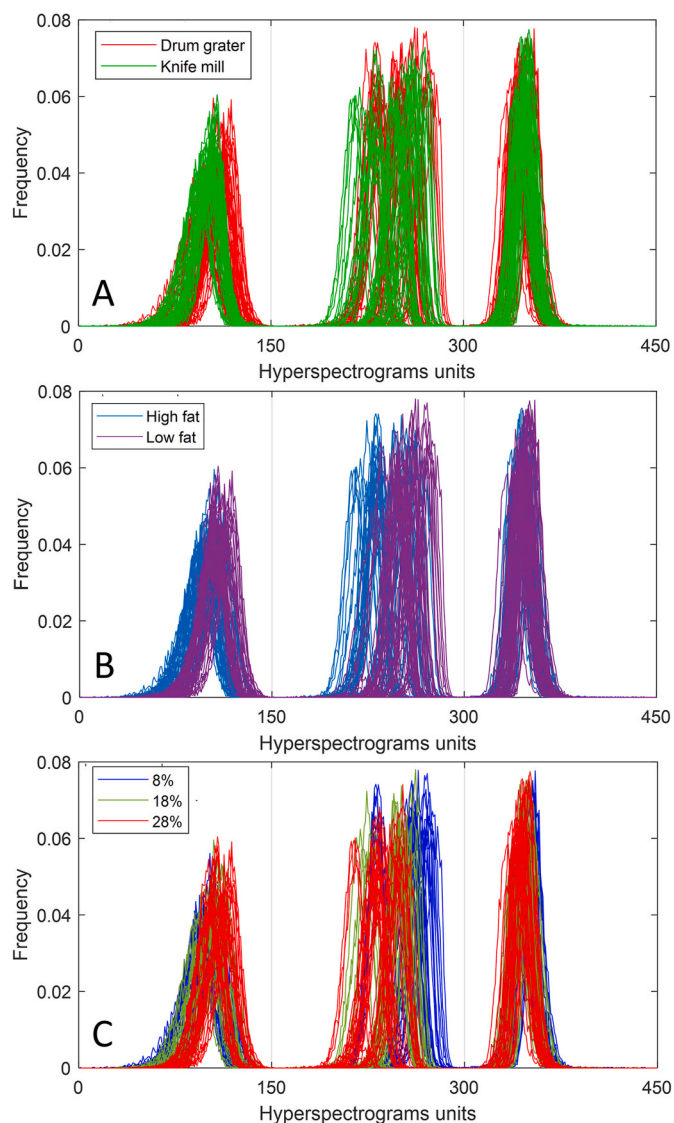 0.08
Drum grater
Knife mill
0.06
Frequency
0.04
0.02
A
0
0 150 300 450
Hyperspectrograms units
0.08
High fat
Low fat
0.06
Frequency
0.04
0.02
B
0
0 150 300 450
Hyperspectrograms units
0.08
8%
18%
28%
0.06
Frequency
0.04
0.02
C
0
0 150 300 450
Hyperspectrograms units